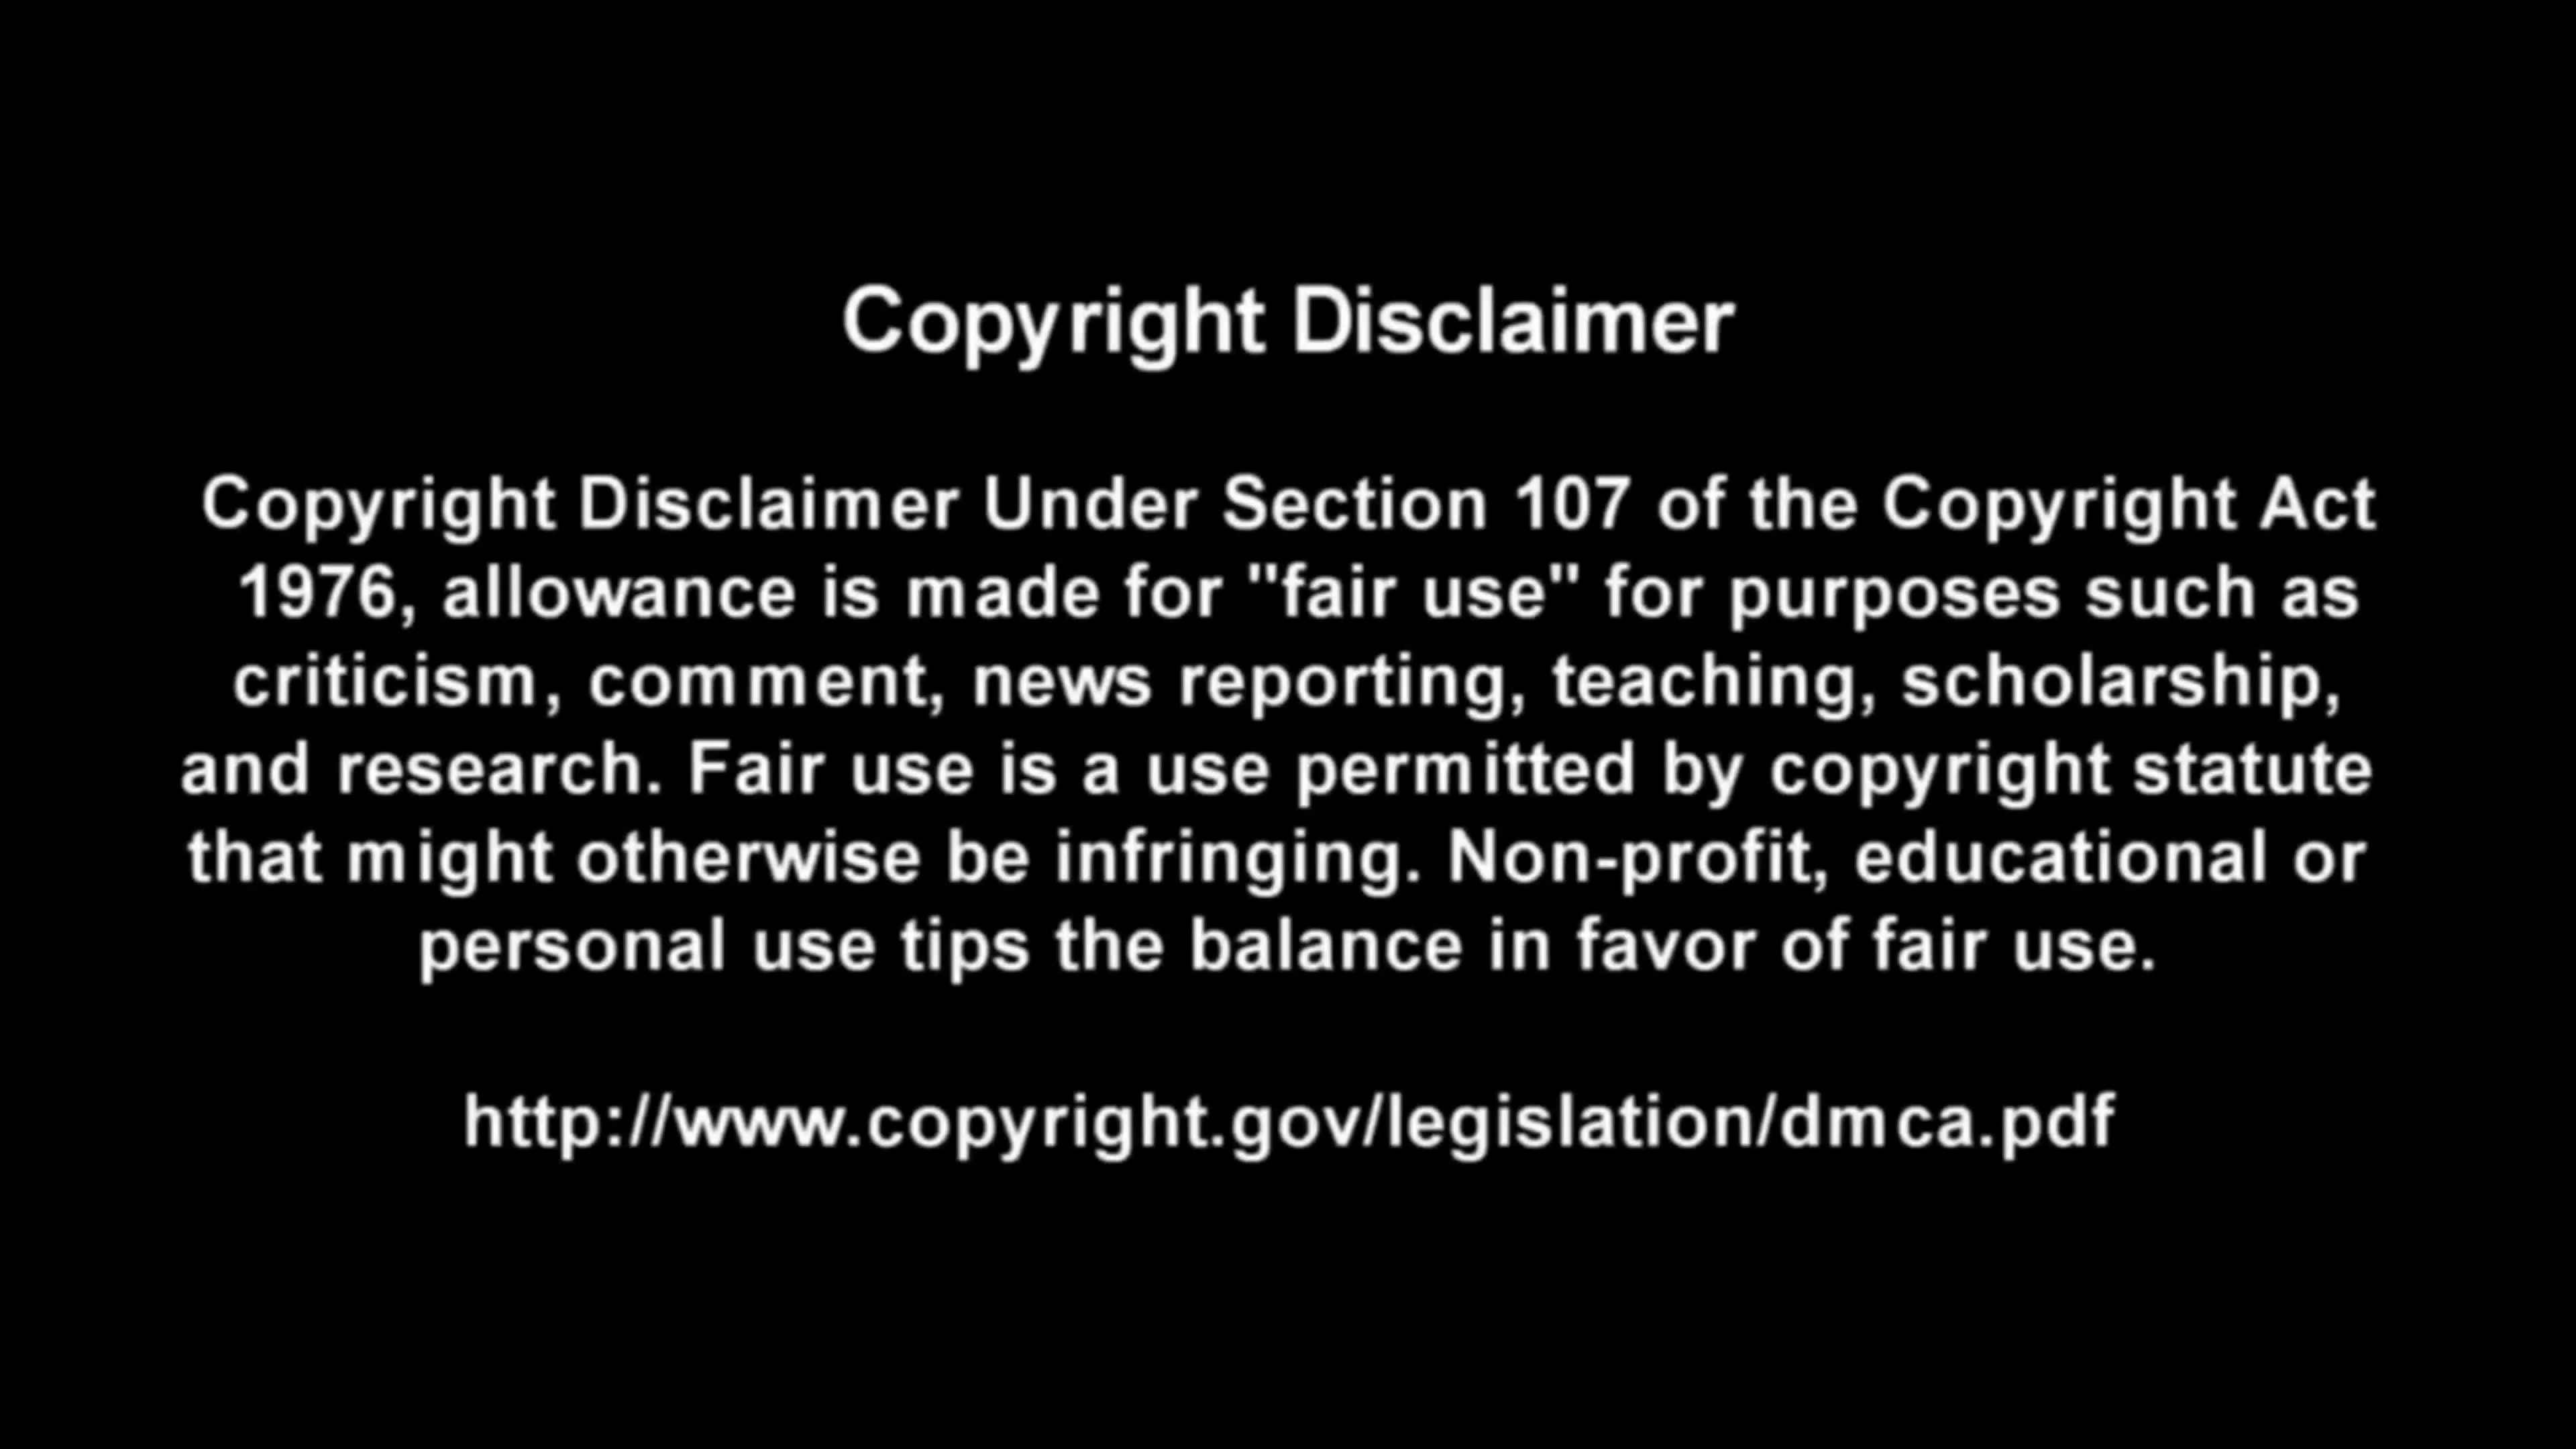 Copyright Disclaimer
Copyright Disclaimer Under Section 107 of the Copyright Act
1976, allowance is made for "fair use" for purposes such as
criticism, comment, news reporting, teaching, scholarship,
and research. Fair use is a use permitted by copyright statute
that might otherwise be infringing. Non-profit, educational or
personal use tips the balance in favor of fair use.
http://www.copyright.gov/legislation/dmca.pdf